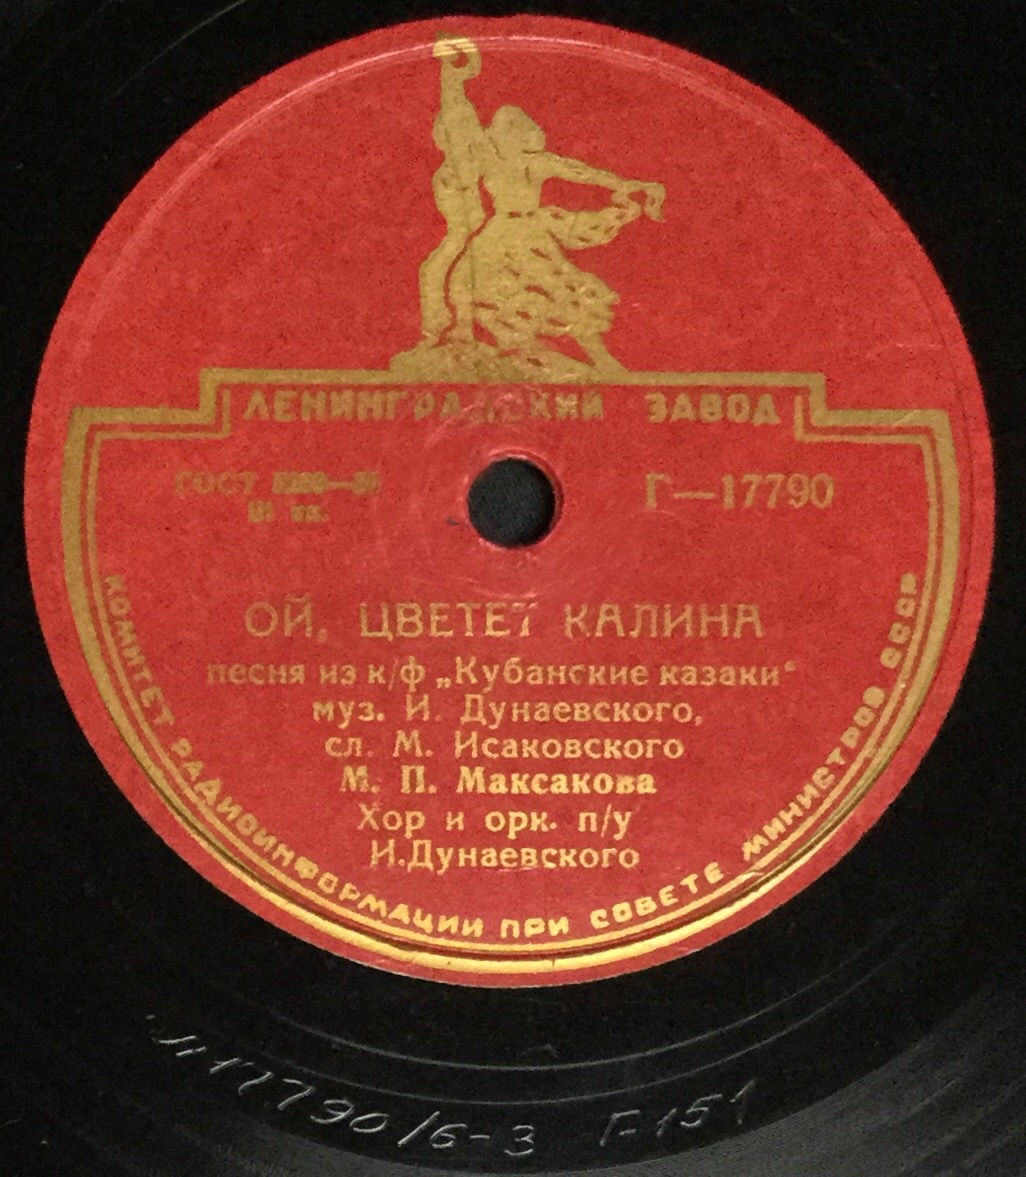 ЛЕНИНГРАДСКИЙ ЗАВОД
ГОСТ
Г—17790
ОЙ, ЦВЕТЕТ КАЛИНА
песня из к/ф „Кубанские казаки“
муз. И. Дунаевского,
сл. М. Исаковского
М. П. Максакова
Хор и орк. п/у
И.Дунаевского
КОМИТЕТ РАДИОИНФОРМАЦИИ ПРИ СОВЕТЕ МИНИСТРОВ СССР
17790/6-3 Г-151